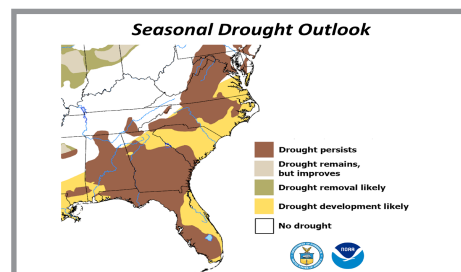 Seasonal Drought Outlook
Drought persists
Drought remains,
but improves
Drought removal likely
Drought development likely
No drought
NOAA